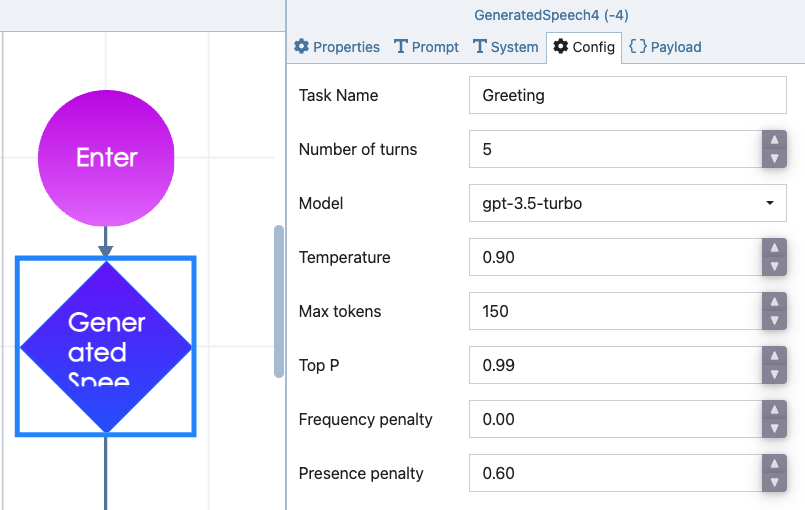 GeneratedSpeech4 (-4)
Properties Prompt System Config {} Payload
Task Name Greeting
Number of turns 5
Model gpt-3.5-turbo
Temperature 0.90
Max tokens 150
Top P 0.99
Frequency penalty 0.00
Presence penalty 0.60
Enter
Gener
ated
Spee